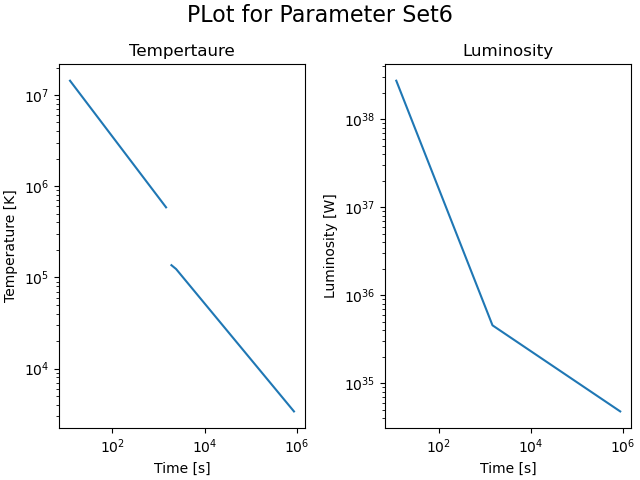 PLot for Parameter Set6
Tempertaure
Luminosity
Temperature [K]
10^7
10^6
10^5
10^4
10^2
10^4
10^6
Time [s]
Luminosity [W]
10^38
10^37
10^36
10^35
10^2
10^4
10^6
Time [s]